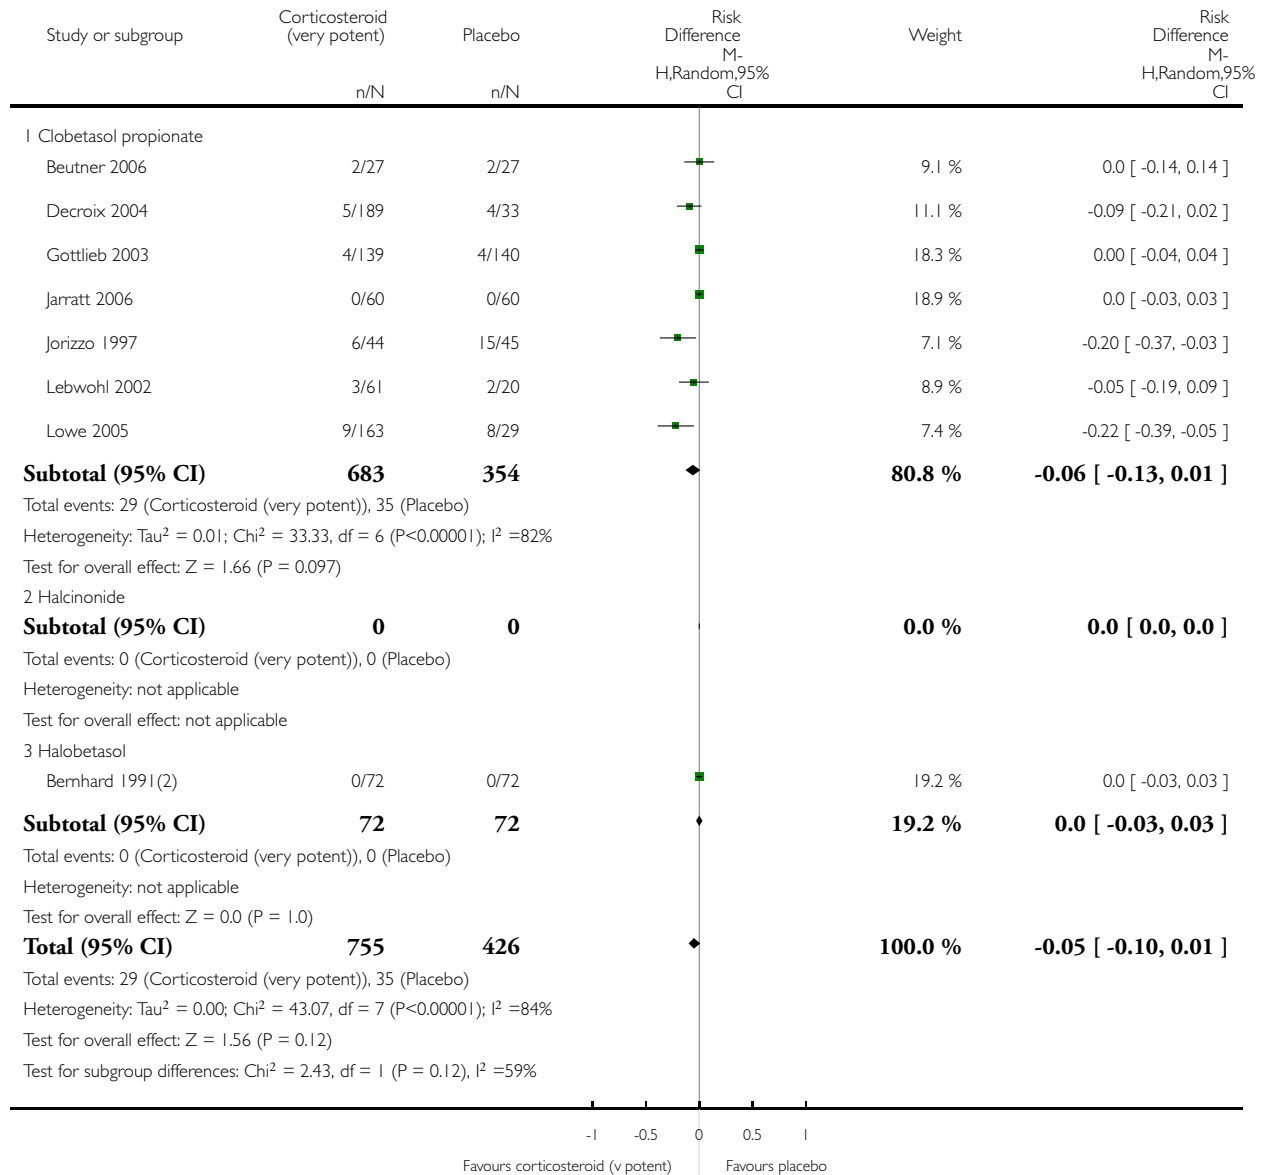 Study or subgroup Corticosteroid (very potent) Placebo Risk Difference Weight Risk Difference
n/N n/N M-H,Random,95% CI M-H,Random,95% CI
1 Clobetasol propionate
Beutner 2006 2/27 2/27 9.1 % 0.0 [ -0.14, 0.14 ]
Decroix 2004 5/189 4/33 11.1 % -0.09 [ -0.21, 0.02 ]
Gottlieb 2003 4/139 4/140 18.3 % 0.00 [ -0.04, 0.04 ]
Jarratt 2006 0/60 0/60 18.9 % 0.0 [ -0.03, 0.03 ]
Jorizzo 1997 6/44 15/45 7.1 % -0.20 [ -0.37, -0.03 ]
Lebwohl 2002 3/61 2/20 8.9 % -0.05 [ -0.19, 0.09 ]
Lowe 2005 9/163 8/29 7.4 % -0.22 [ -0.39, -0.05 ]
Subtotal (95% CI) 683 354 80.8 % -0.06 [ -0.13, 0.01 ]
Total events: 29 (Corticosteroid (very potent)), 35 (Placebo)
Heterogeneity: Tau² = 0.01; Chi² = 33.33, df = 6 (P<0.00001); I² =82%
Test for overall effect: Z = 1.66 (P = 0.097)
2 Halcinonide
Subtotal (95% CI) 0 0 0.0 % 0.0 [ 0.0, 0.0 ]
Total events: 0 (Corticosteroid (very potent)), 0 (Placebo)
Heterogeneity: not applicable
Test for overall effect: not applicable
3 Halobetasol
Bernhard 1991(2) 0/72 0/72 19.2 % 0.0 [ -0.03, 0.03 ]
Subtotal (95% CI) 72 72 19.2 % 0.0 [ -0.03, 0.03 ]
Total events: 0 (Corticosteroid (very potent)), 0 (Placebo)
Heterogeneity: not applicable
Test for overall effect: Z = 0.0 (P = 1.0)
Total (95% CI) 755 426 100.0 % -0.05 [ -0.10, 0.01 ]
Total events: 29 (Corticosteroid (very potent)), 35 (Placebo)
Heterogeneity: Tau² = 0.00; Chi² = 43.07, df = 7 (P<0.00001); I² =84%
Test for overall effect: Z = 1.56 (P = 0.12)
Test for subgroup differences: Chi² = 2.43, df = 1 (P = 0.12), I² =59%
-1 -0.5 0 0.5 1
Favours corticosteroid (v potent) Favours placebo